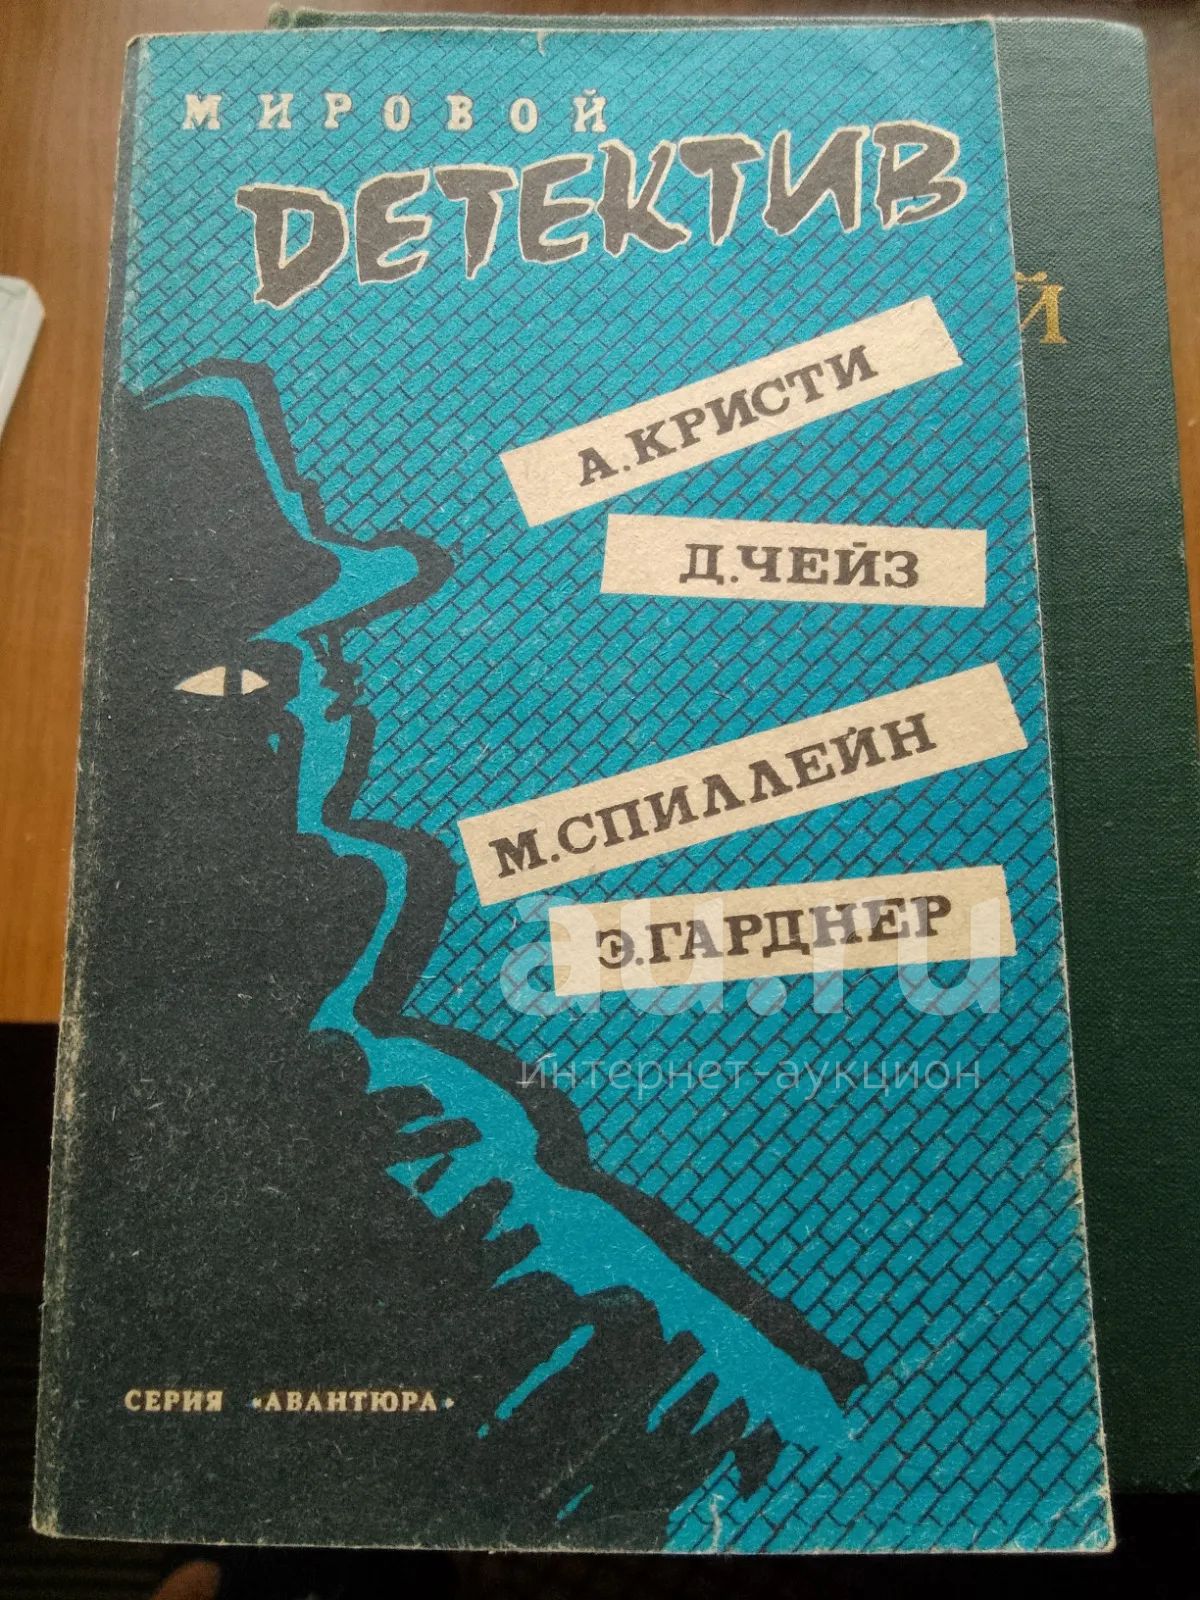 МИРОВОЙ
ДЕТЕКТИВ
Й
А.КРИСТИ
Д.ЧЕЙЗ
М.СПИЛЛЕЙН
Э.ГАРДНЕР
au.ru
интернет-аукцион
СЕРИЯ «АВАНТЮРА»